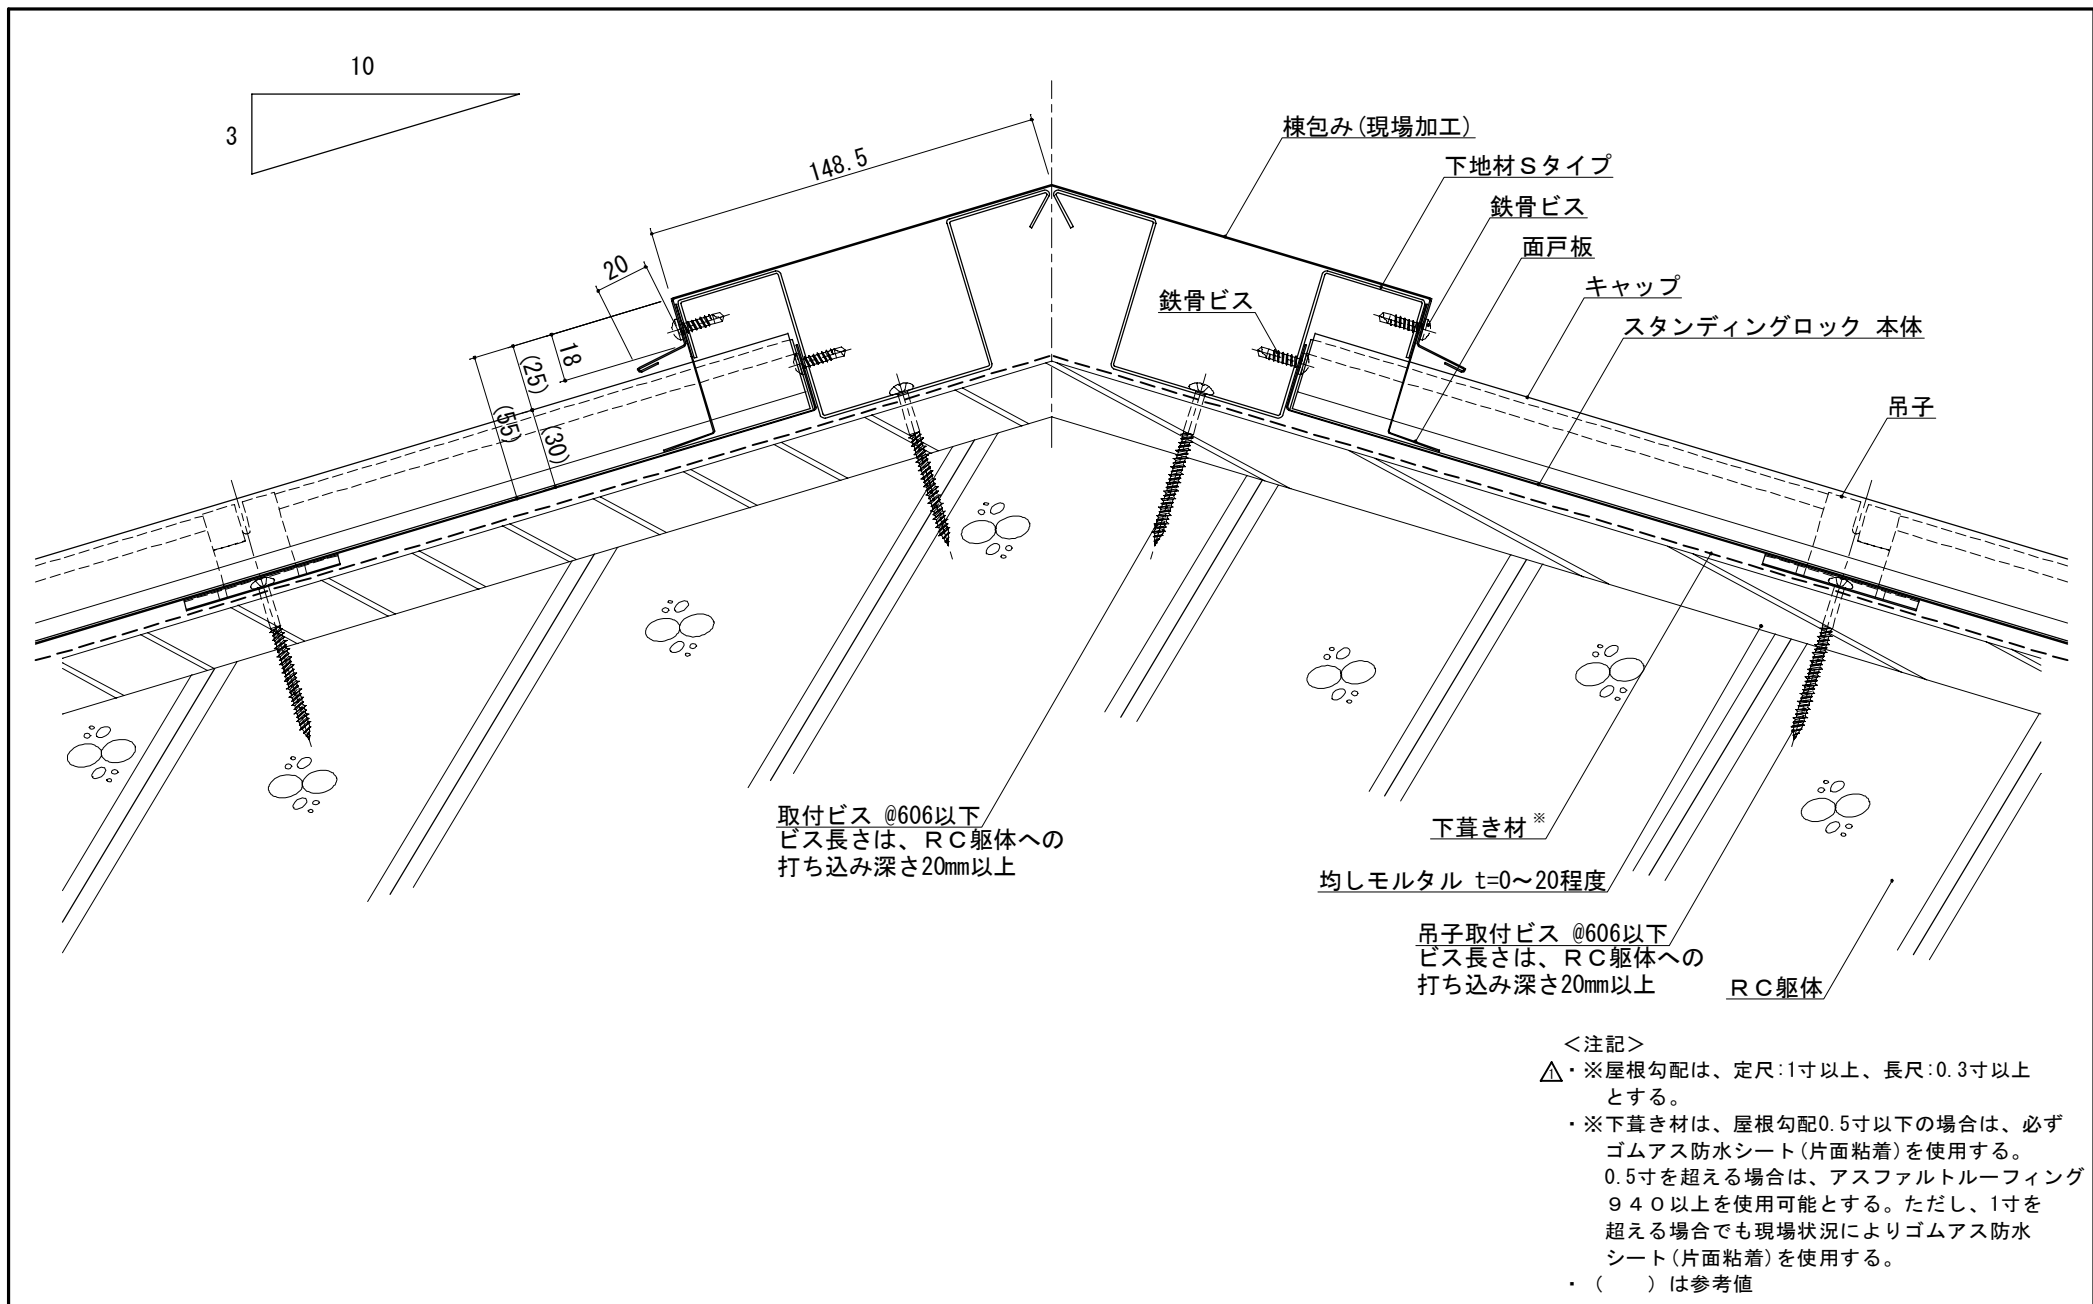 10
3
148.5
20
18
(25)
(55)
(30)
棟包み(現場加工)
下地材Sタイプ
鉄骨ビス
面戸板
鉄骨ビス
キャップ
スタンディングロック 本体
吊子
取付ビス @606以下
ビス長さは、RC躯体への
打ち込み深さ20mm以上
下葺き材※
均しモルタル t=0～20程度
吊子取付ビス @606以下
ビス長さは、RC躯体への
打ち込み深さ20mm以上
RC躯体
＜注記＞
1・※屋根勾配は、定尺:1寸以上、長尺:0.3寸以上
とする。
・※下葺き材は、屋根勾配0.5寸以下の場合は、必ず
ゴムアス防水シート(片面粘着)を使用する。
0.5寸を超える場合は、アスファルトルーフィング
９４０以上を使用可能とする。ただし、1寸を
超える場合でも現場状況によりゴムアス防水
シート(片面粘着)を使用する。
・（　　）は参考値